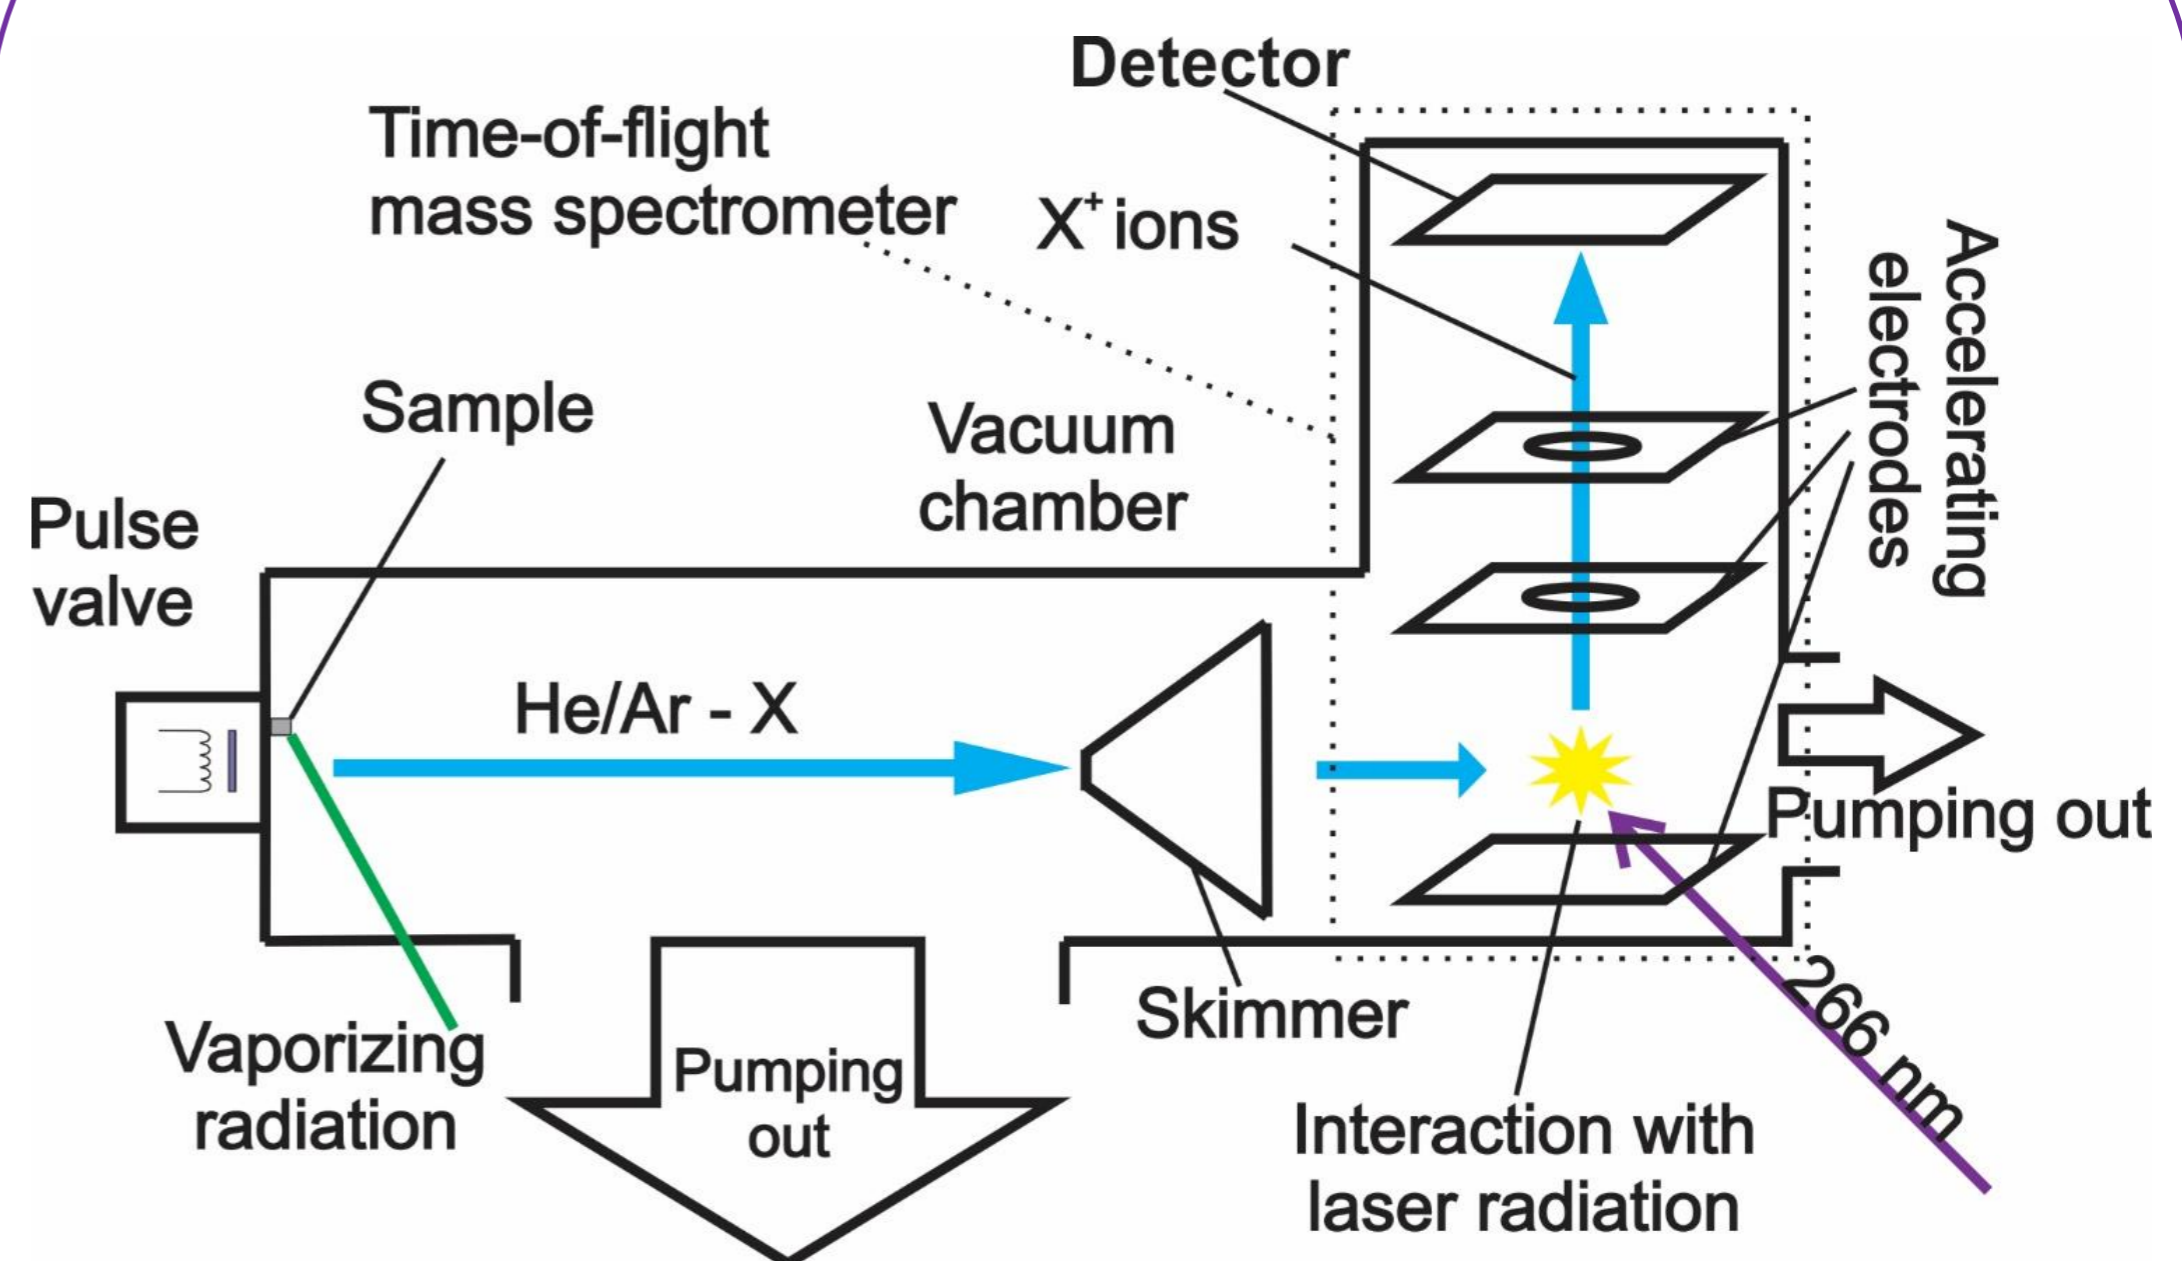 Detector
Time-of-flight
mass spectrometer
X⁺ ions
Accelerating
electrodes
Sample
Vacuum
chamber
Pulse
valve
He/Ar - X
Pumping out
Skimmer
266 nm
Vaporizing
radiation
Pumping
out
Interaction with
laser radiation